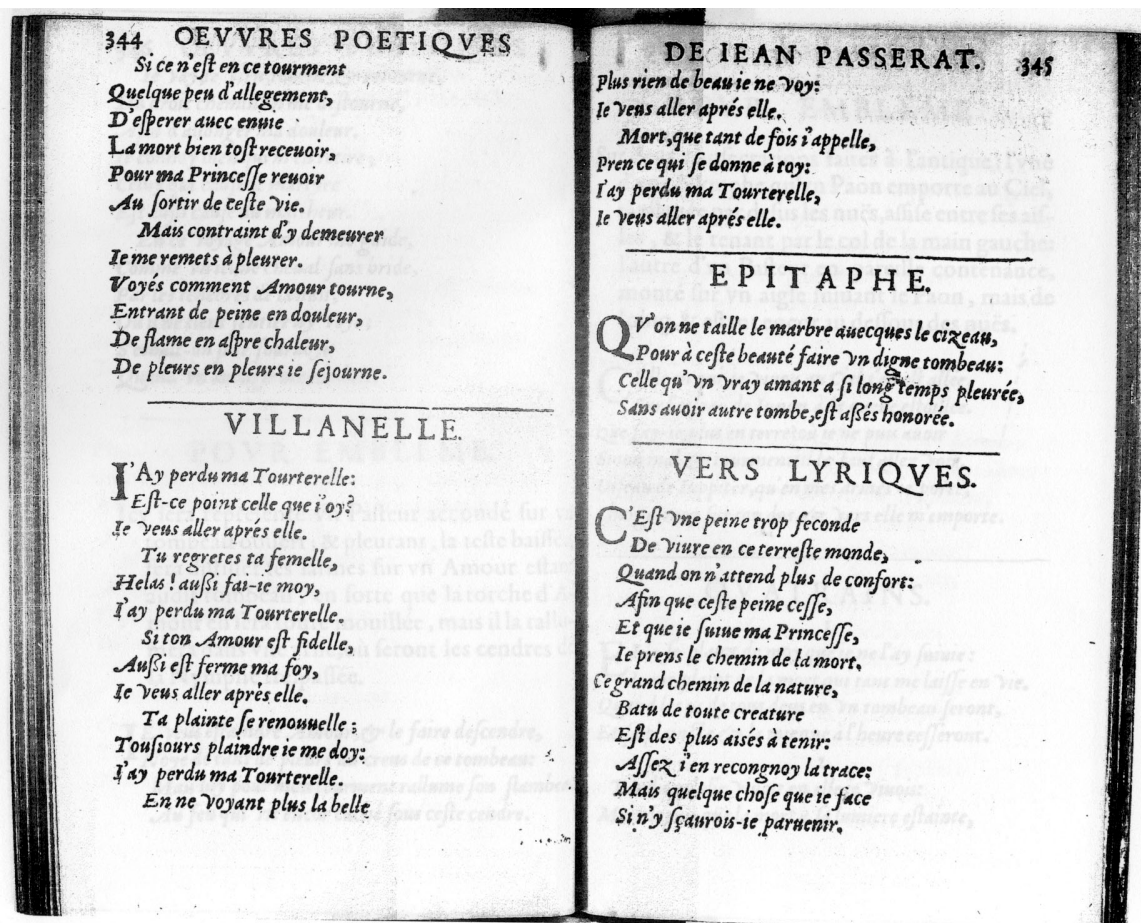 344 OEVVRES POETIQVES
Si ce n'eſt en ce tourment
Quelque peu d'allegement,
D'eſperer auec enuie
La mort bien toſt receuoir,
Pour ma Princeſſe reuoir
Au ſortir de ceſte vie.
Mais contraint d'y demeurer
Ie me remets à pleurer.
Voyés comment Amour tourne,
Entrant de peine en douleur,
De flame en aſpre chaleur,
De pleurs en pleurs ie ſejourne.
VILLANELLE.
I'Ay perdu ma Tourterelle:
Eſt-ce point celle que i'oy?
Ie veus aller aprés elle.
Tu regretes ta femelle,
Helas! außi fai-ie moy,
I'ay perdu ma Tourterelle.
Si ton Amour eſt fidelle,
Außi eſt ferme ma foy,
Ie veus aller aprés elle.
Ta plainte ſe renouuelle;
Touſiours plaindre ie me doy:
I'ay perdu ma Tourterelle.
En ne voyant plus la belle
DE IEAN PASSERAT. 345
Plus rien de beau ie ne voy:
Ie veus aller aprés elle.
Mort, que tant de fois i'appelle,
Pren ce qui ſe donne à toy:
I'ay perdu ma Tourterelle,
Ie veus aller aprés elle.
EPITAPHE.
QV'on ne taille le marbre auecques le cizeau,
Pour à ceſte beauté faire vn digne tombeau:
Celle qu'vn vray amant a ſi long temps pleurée,
Sans auoir autre tombe, eſt aßés honorée.
VERS LYRIQVES.
C'Eſt vne peine trop feconde
De viure en ce terreſte monde,
Quand on n'attend plus de confort:
Afin que ceſte peine ceſſe,
Et que ie ſuiue ma Princeſſe,
Ie prens le chemin de la mort,
Ce grand chemin de la nature,
Batu de toute creature
Eſt des plus aisés à tenir:
Aſſez i'en recongnoy la trace:
Mais quelque choſe que ie face
Si n'y ſçaurois-ie paruenir.